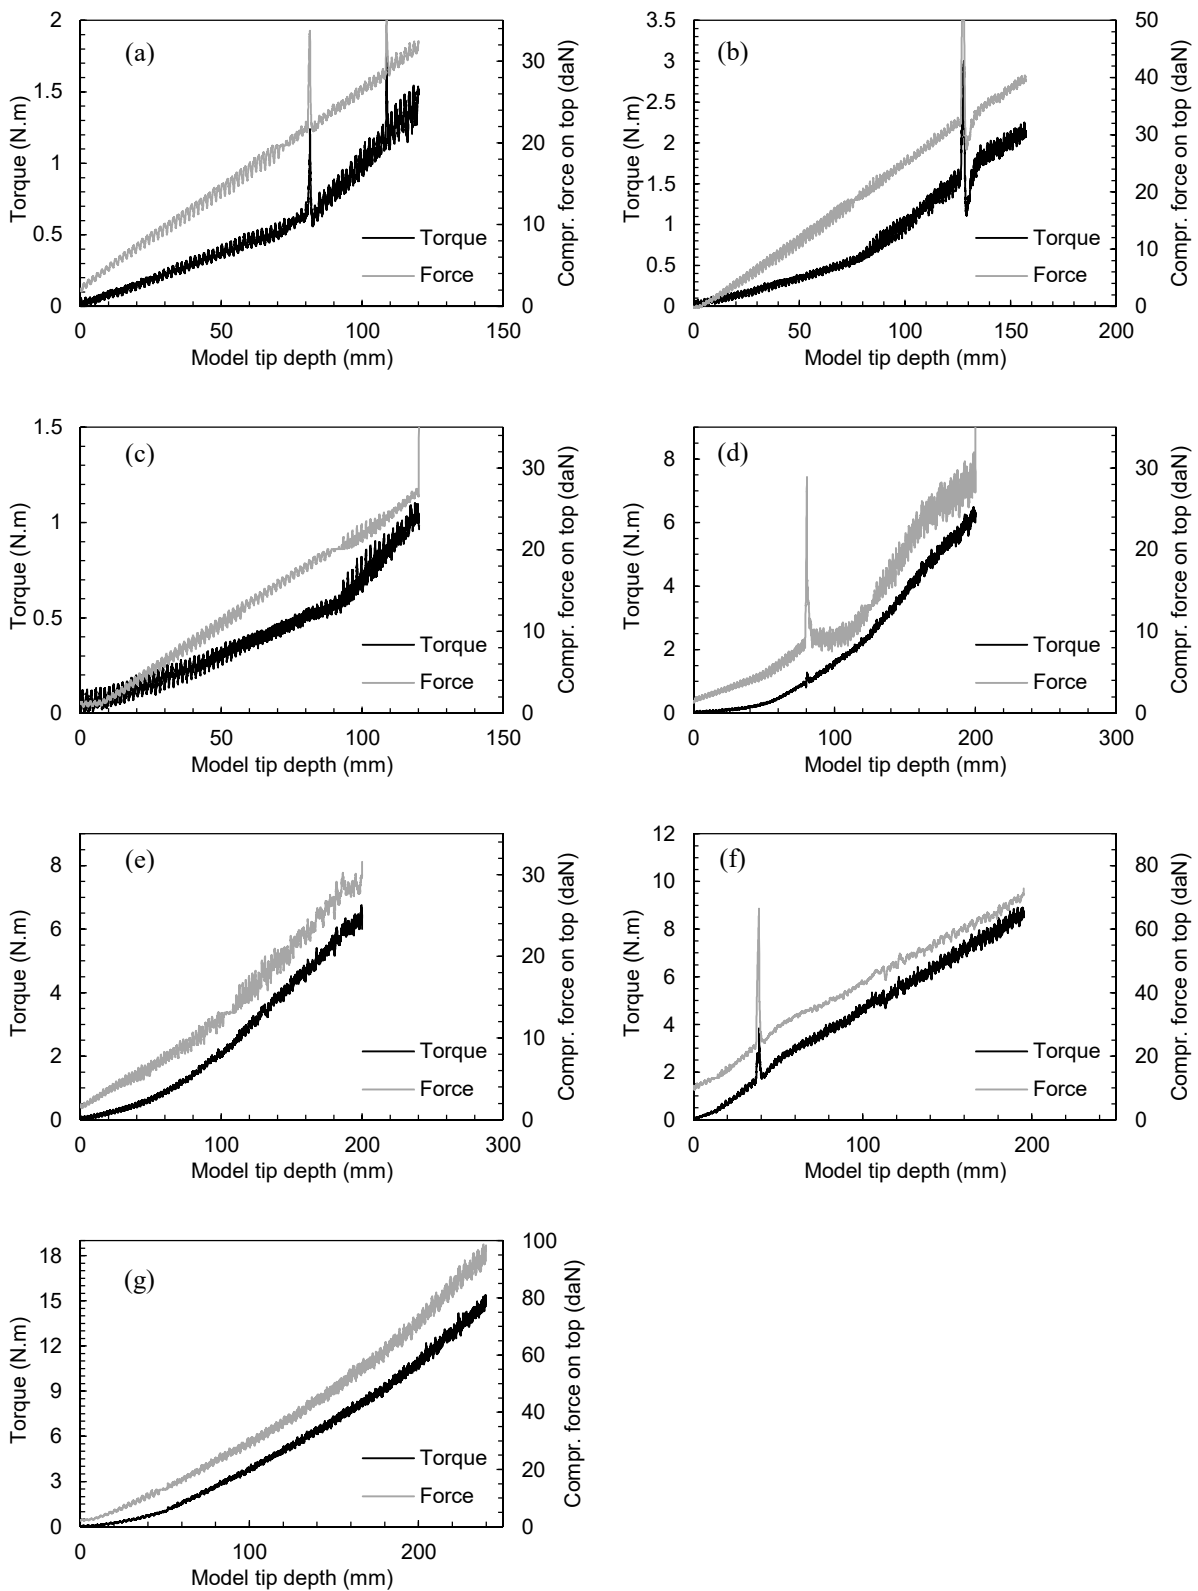 (a)
Torque (N.m)
2
1.5
1
0.5
0
Compr. force on top (daN)
30
20
10
0
Torque
Force
0 50 100 150
Model tip depth (mm)
(b)
Torque (N.m)
3.5
3
2.5
2
1.5
1
0.5
0
Compr. force on top (daN)
50
40
30
20
10
0
Torque
Force
0 50 100 150 200
Model tip depth (mm)
(c)
Torque (N.m)
1.5
1
0.5
0
Compr. force on top (daN)
30
20
10
0
Torque
Force
0 50 100 150
Model tip depth (mm)
(d)
Torque (N.m)
8
6
4
2
0
Compr. force on top (daN)
30
20
10
0
Torque
Force
0 100 200 300
Model tip depth (mm)
(e)
Torque (N.m)
8
6
4
2
0
Compr. force on top (daN)
30
20
10
0
Torque
Force
0 100 200 300
Model tip depth (mm)
(f)
Torque (N.m)
12
10
8
6
4
2
0
Compr. force on top (daN)
80
60
40
20
0
Torque
Force
0 100 200
Model tip depth (mm)
(g)
Torque (N.m)
18
15
12
9
6
3
0
Compr. force on top (daN)
100
80
60
40
20
0
Torque
Force
0 100 200
Model tip depth (mm)